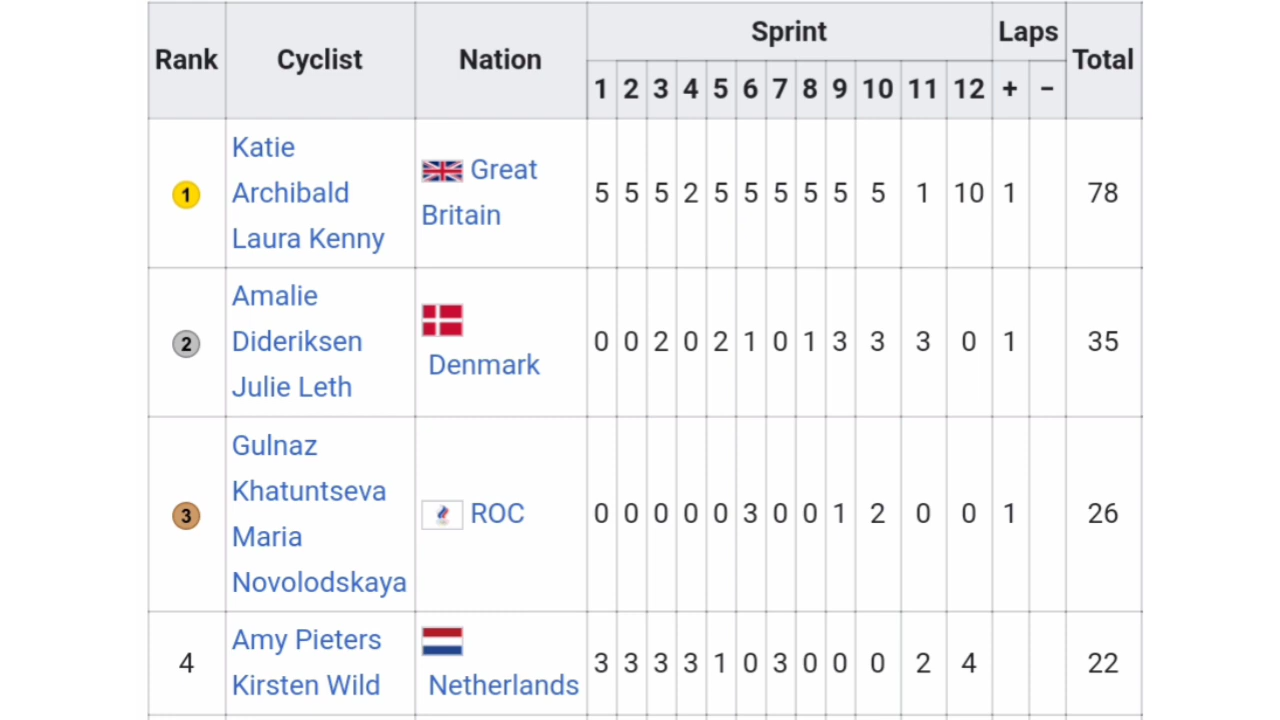 Rank Cyclist Nation Sprint Laps Total
1 2 3 4 5 6 7 8 9 10 11 12 + −
1 Katie Archibald Laura Kenny Great Britain 5 5 5 2 5 5 5 5 5 5 1 10 1 78
2 Amalie Dideriksen Julie Leth Denmark 0 0 2 0 2 1 0 1 3 3 3 0 1 35
3 Gulnaz Khatuntseva Maria Novolodskaya ROC 0 0 0 0 0 3 0 0 1 2 0 0 1 26
4 Amy Pieters Kirsten Wild Netherlands 3 3 3 3 1 0 3 0 0 0 2 4 22